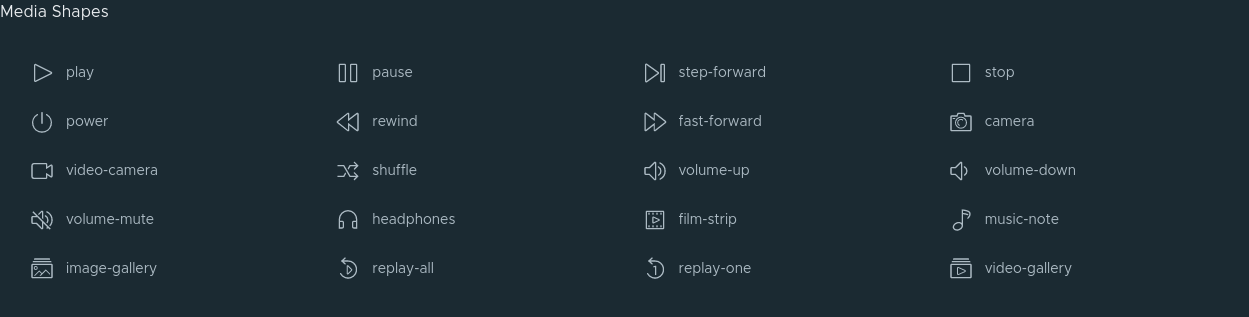 Media Shapes
play
pause
step-forward
stop
power
rewind
fast-forward
camera
video-camera
shuffle
volume-up
volume-down
volume-mute
headphones
film-strip
music-note
image-gallery
replay-all
replay-one
video-gallery